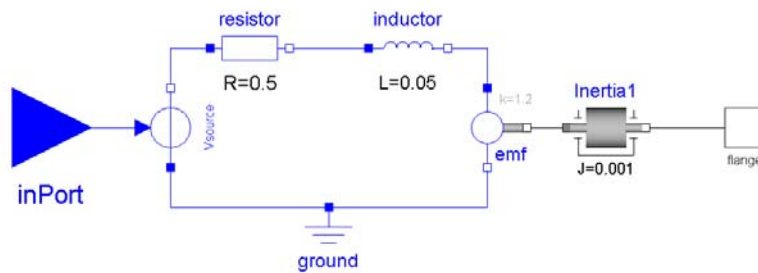 resistor
inductor
R=0.5
L=0.05
Vsource
k=1.2
Inertia1
emf
J=0.001
flange
inPort
ground